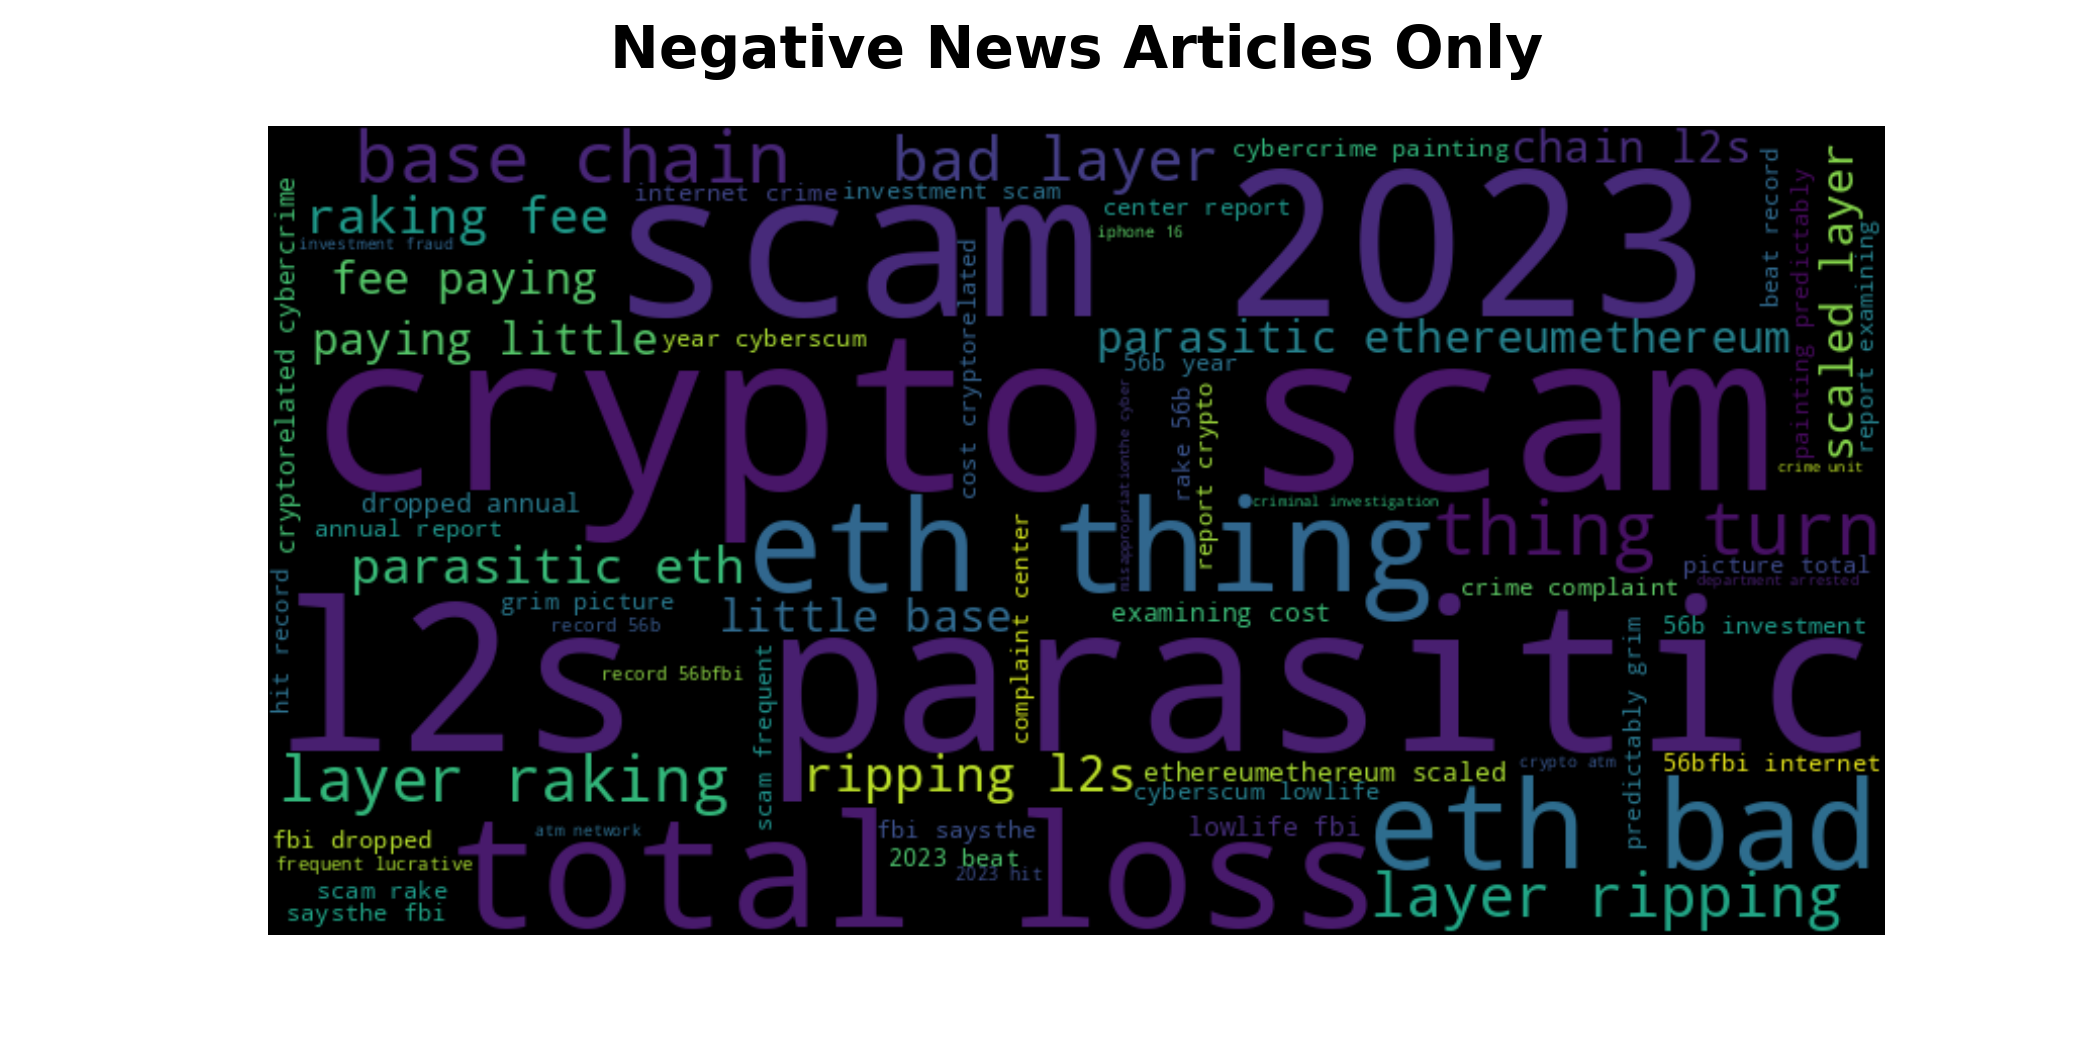 Negative News Articles Only
base chain
bad layer
cybercrime painting
chain l2s
beat record
painting predictably
scaled layer
report examining
cryptorelated cybercrime
raking fee
internet crime
investment scam
center report
iphone 16
investment fraud
scam 2023
fee paying
cost cryptorelated
paying little
year cyberscum
parasitic ethereumethereum
56b year
crypto scam
misappropriationthe cyber
rake 56b
report crypto
crime unit
dropped annual
annual report
criminal investigation
eth thing
thing turn
parasitic eth
picture total
department arrested
crime complaint
hit record
grim picture
record 56b
little base
complaint center
examining cost
56b investment
l2s parasitic
record 56bfbi
scam frequent
predictably grim
layer raking
ripping l2s
ethereumethereum scaled
crypto atm
56bfbi internet
cyberscum lowlife
eth bad
fbi dropped
atm network
frequent lucrative
total loss
fbi saysthe
2023 beat
2023 hit
lowlife fbi
scam rake
saysthe fbi
layer ripping